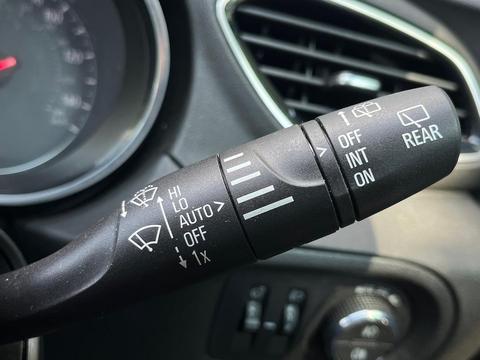 HI
LO
AUTO >
OFF
1x
OFF
INT
ON
REAR